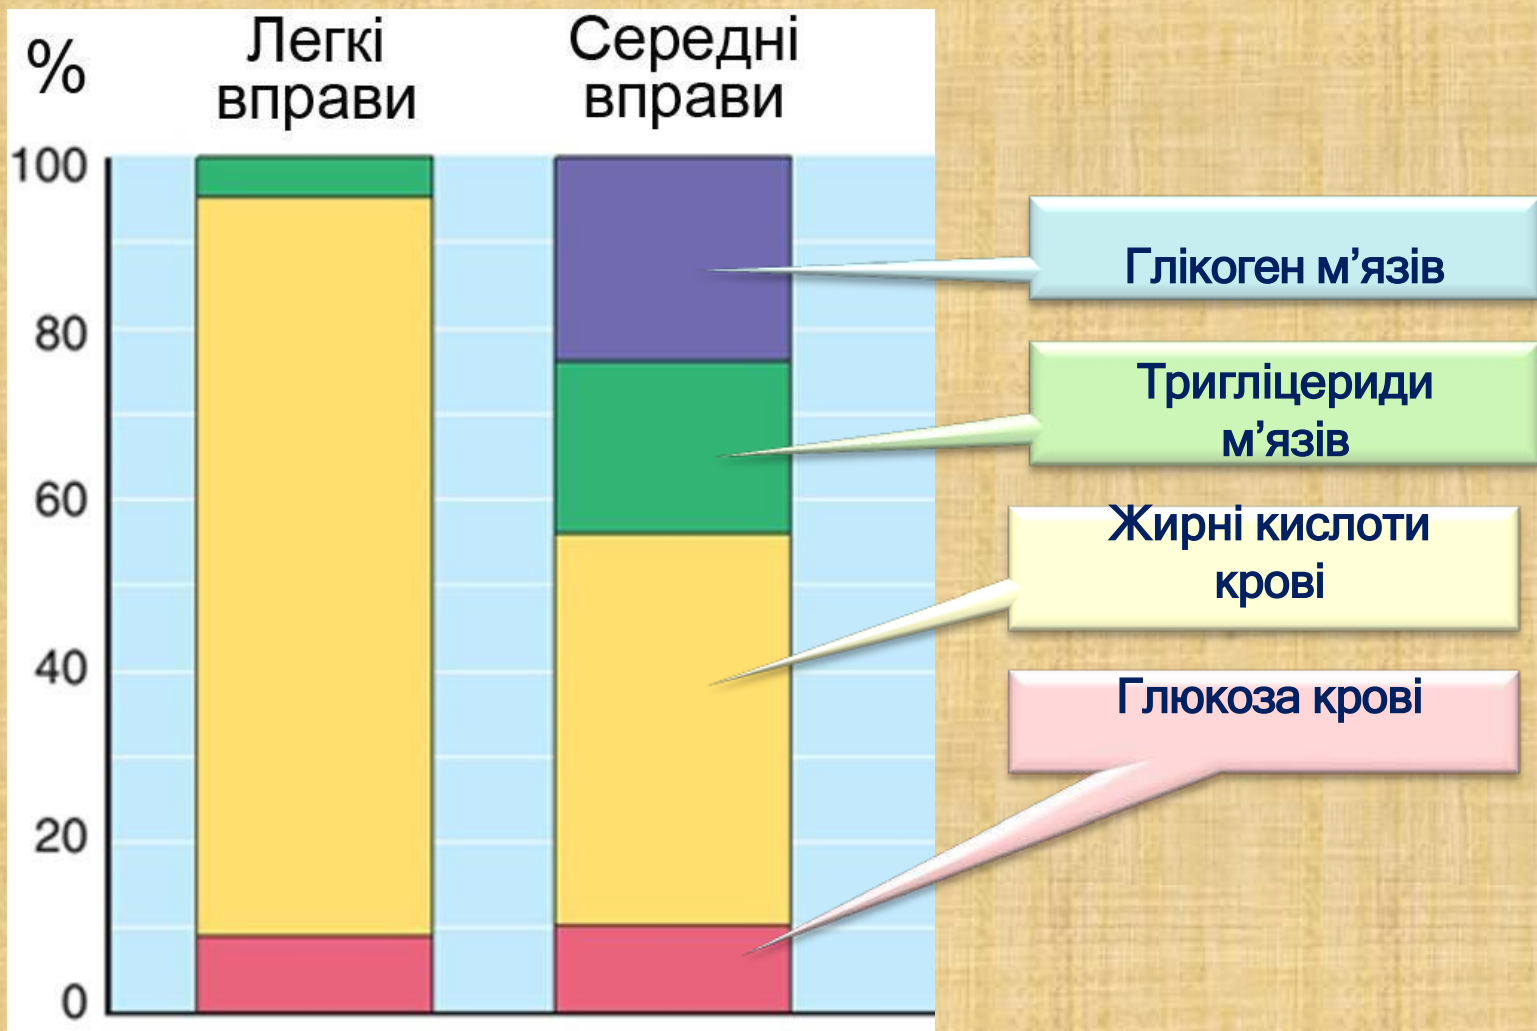 %
Легкі
вправи
Середні
вправи
100
80
60
40
20
0
Глікоген м’язів
Тригліцериди
м’язів
Жирні кислоти
крові
Глюкоза крові